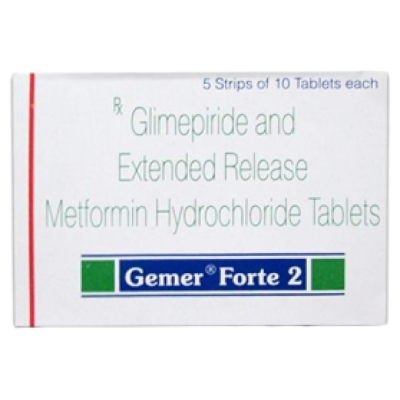 5 Strips of 10 Tablets each
℞ Glimepiride and
Extended Release
Metformin Hydrochloride Tablets
Gemer® Forte 2